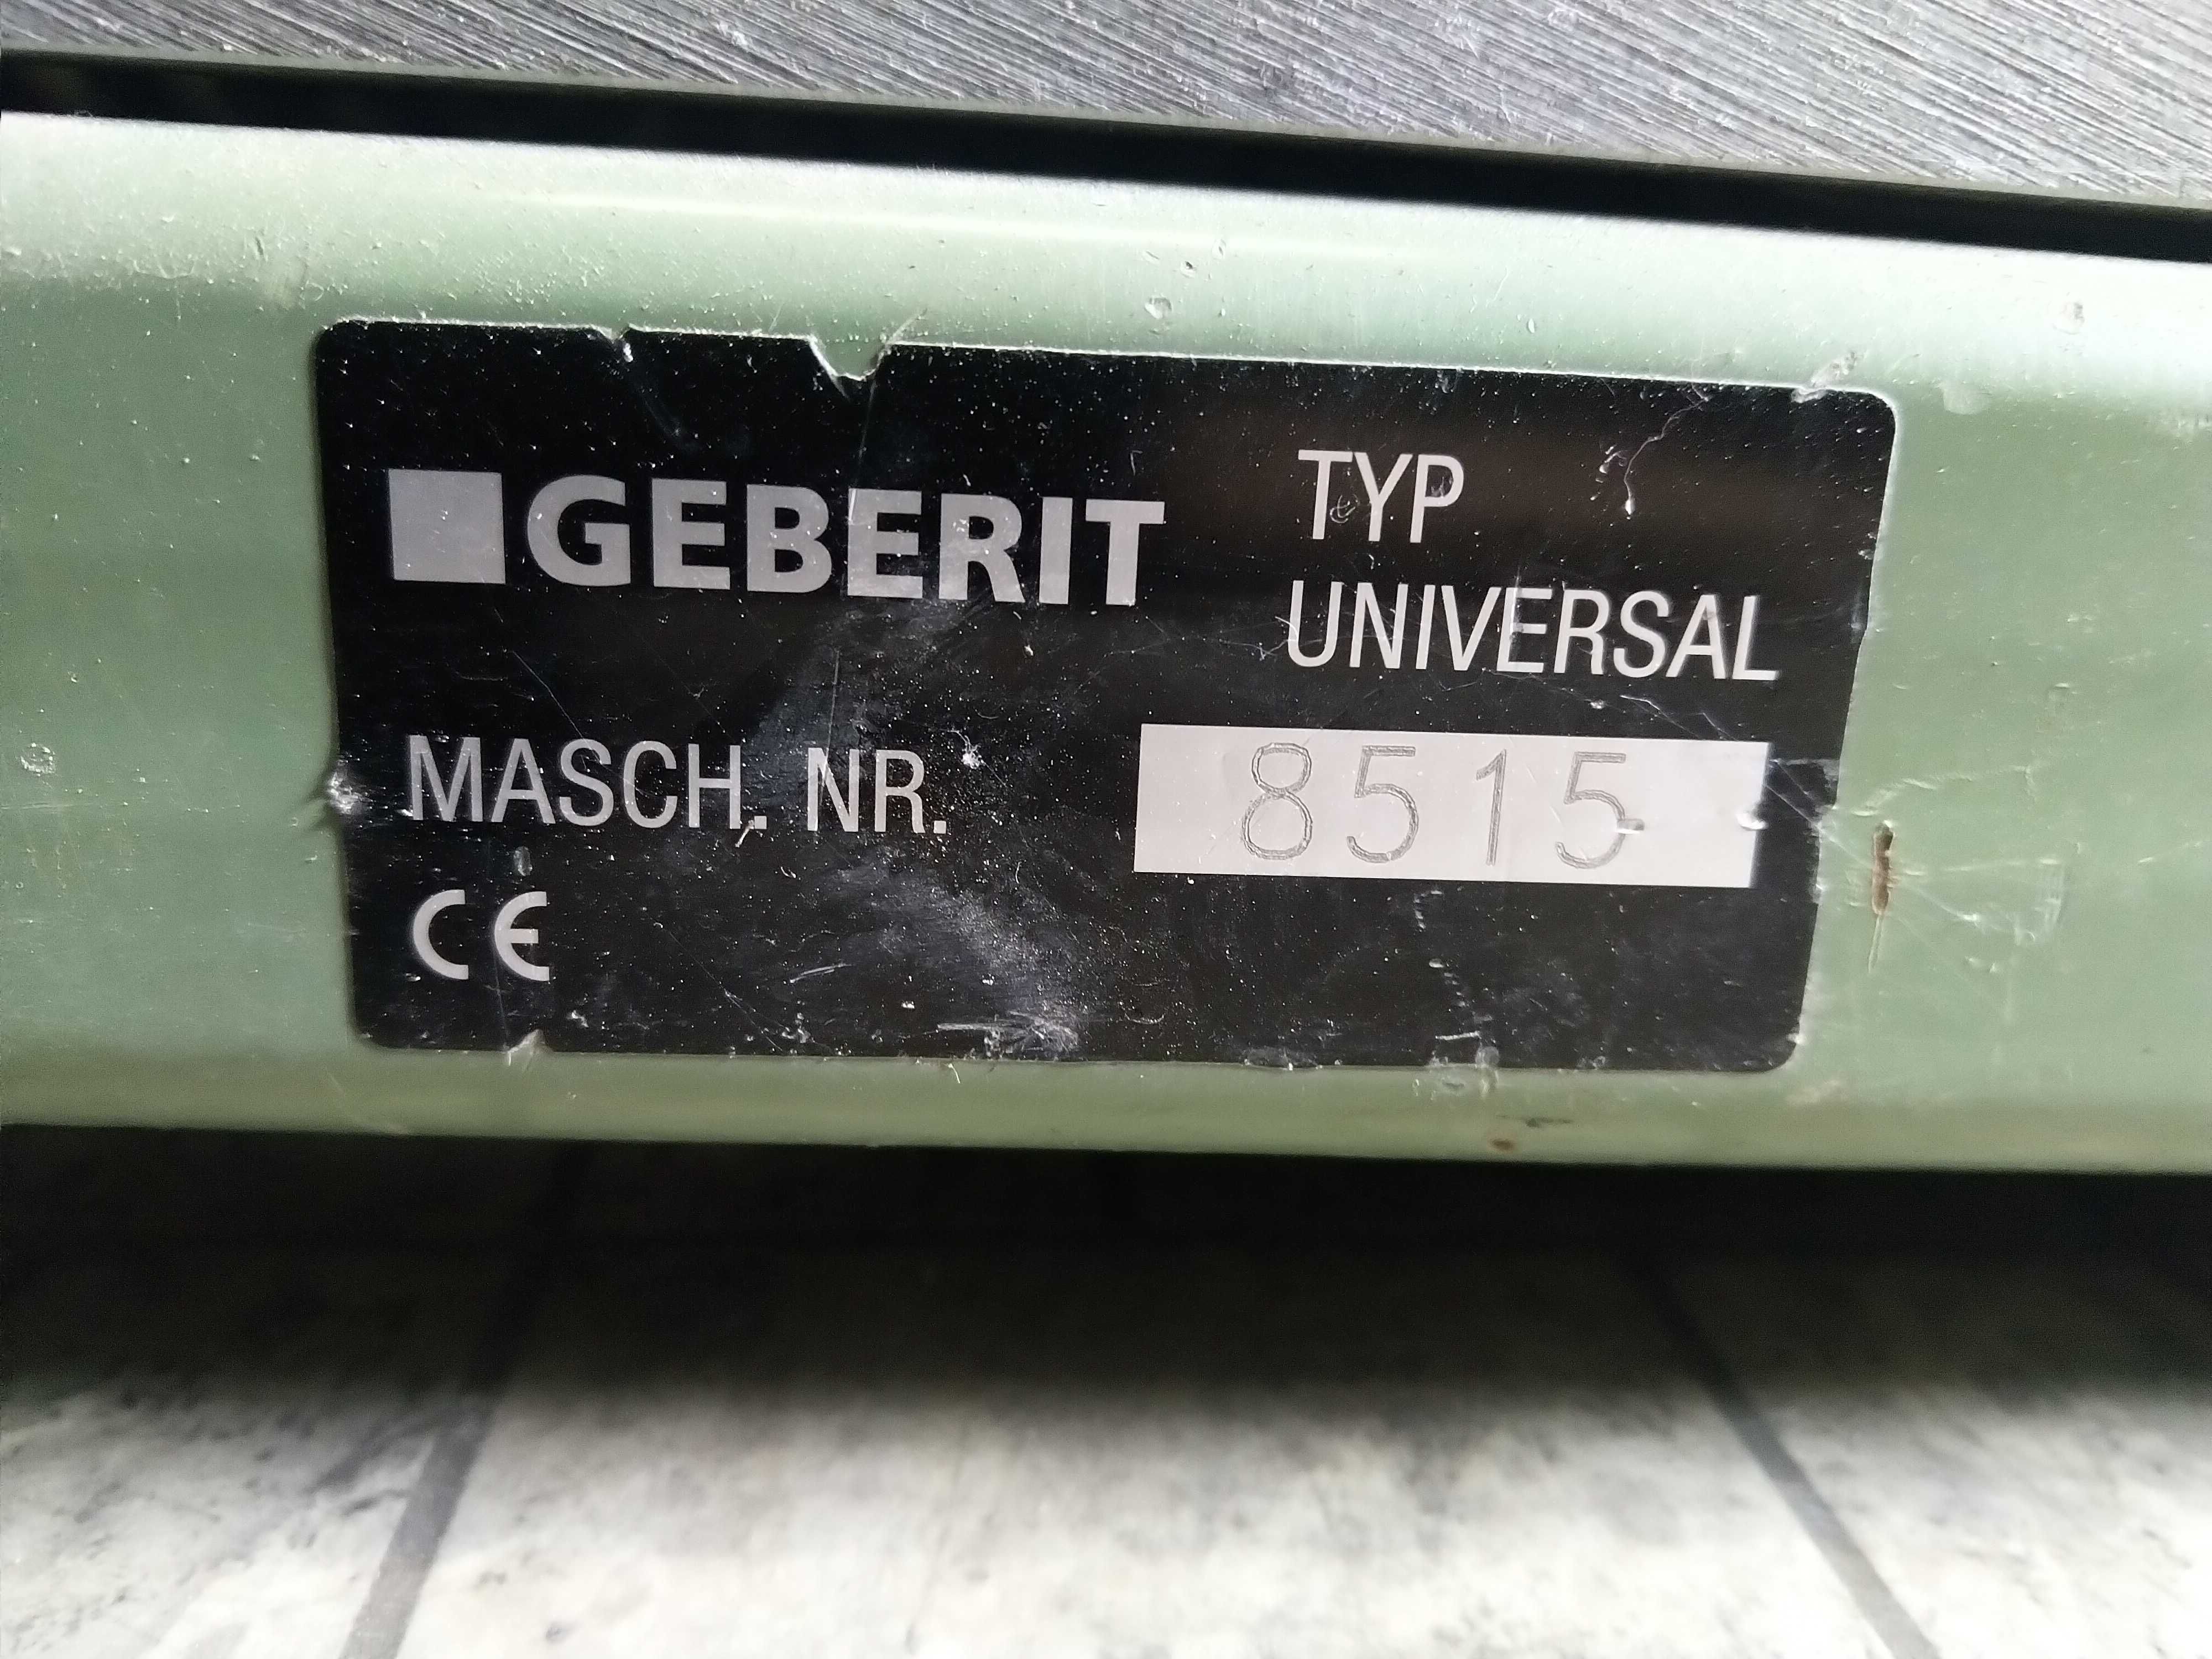 GEBERIT
TYP
UNIVERSAL
MASCH. NR.
8515
CE